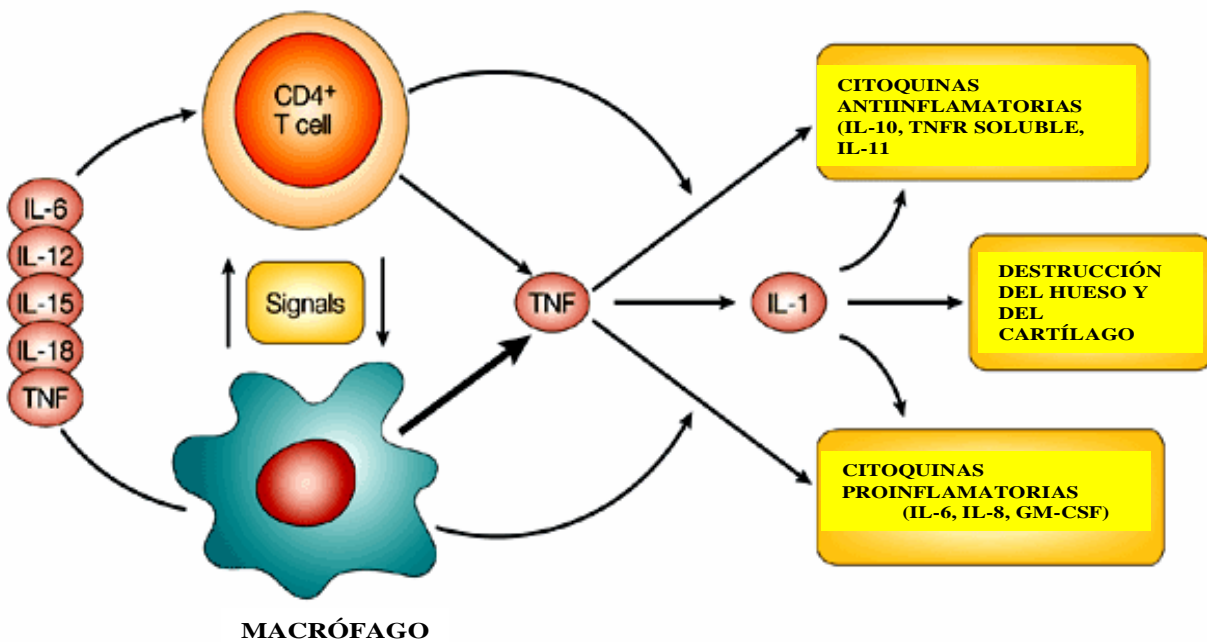 CD4+
T cell
IL-6
IL-12
IL-15
IL-18
TNF
Signals
TNF
IL-1
CITOQUINAS
ANTIINFLAMATORIAS
(IL-10, TNFR SOLUBLE,
IL-11
DESTRUCCIÓN
DEL HUESO Y
DEL
CARTÍLAGO
CITOQUINAS
PROINFLAMATORIAS
(IL-6, IL-8, GM-CSF)
MACRÓFAGO